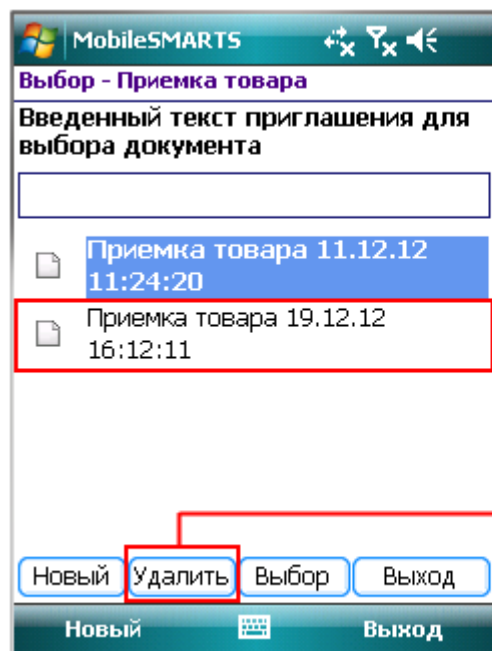 MobileSMARTS
Выбор - Приемка товара
Введенный текст приглашения для
выбора документа
Приемка товара 11.12.12
11:24:20
Приемка товара 19.12.12
16:12:11
Новый Удалить Выбор Выход
Новый Выход